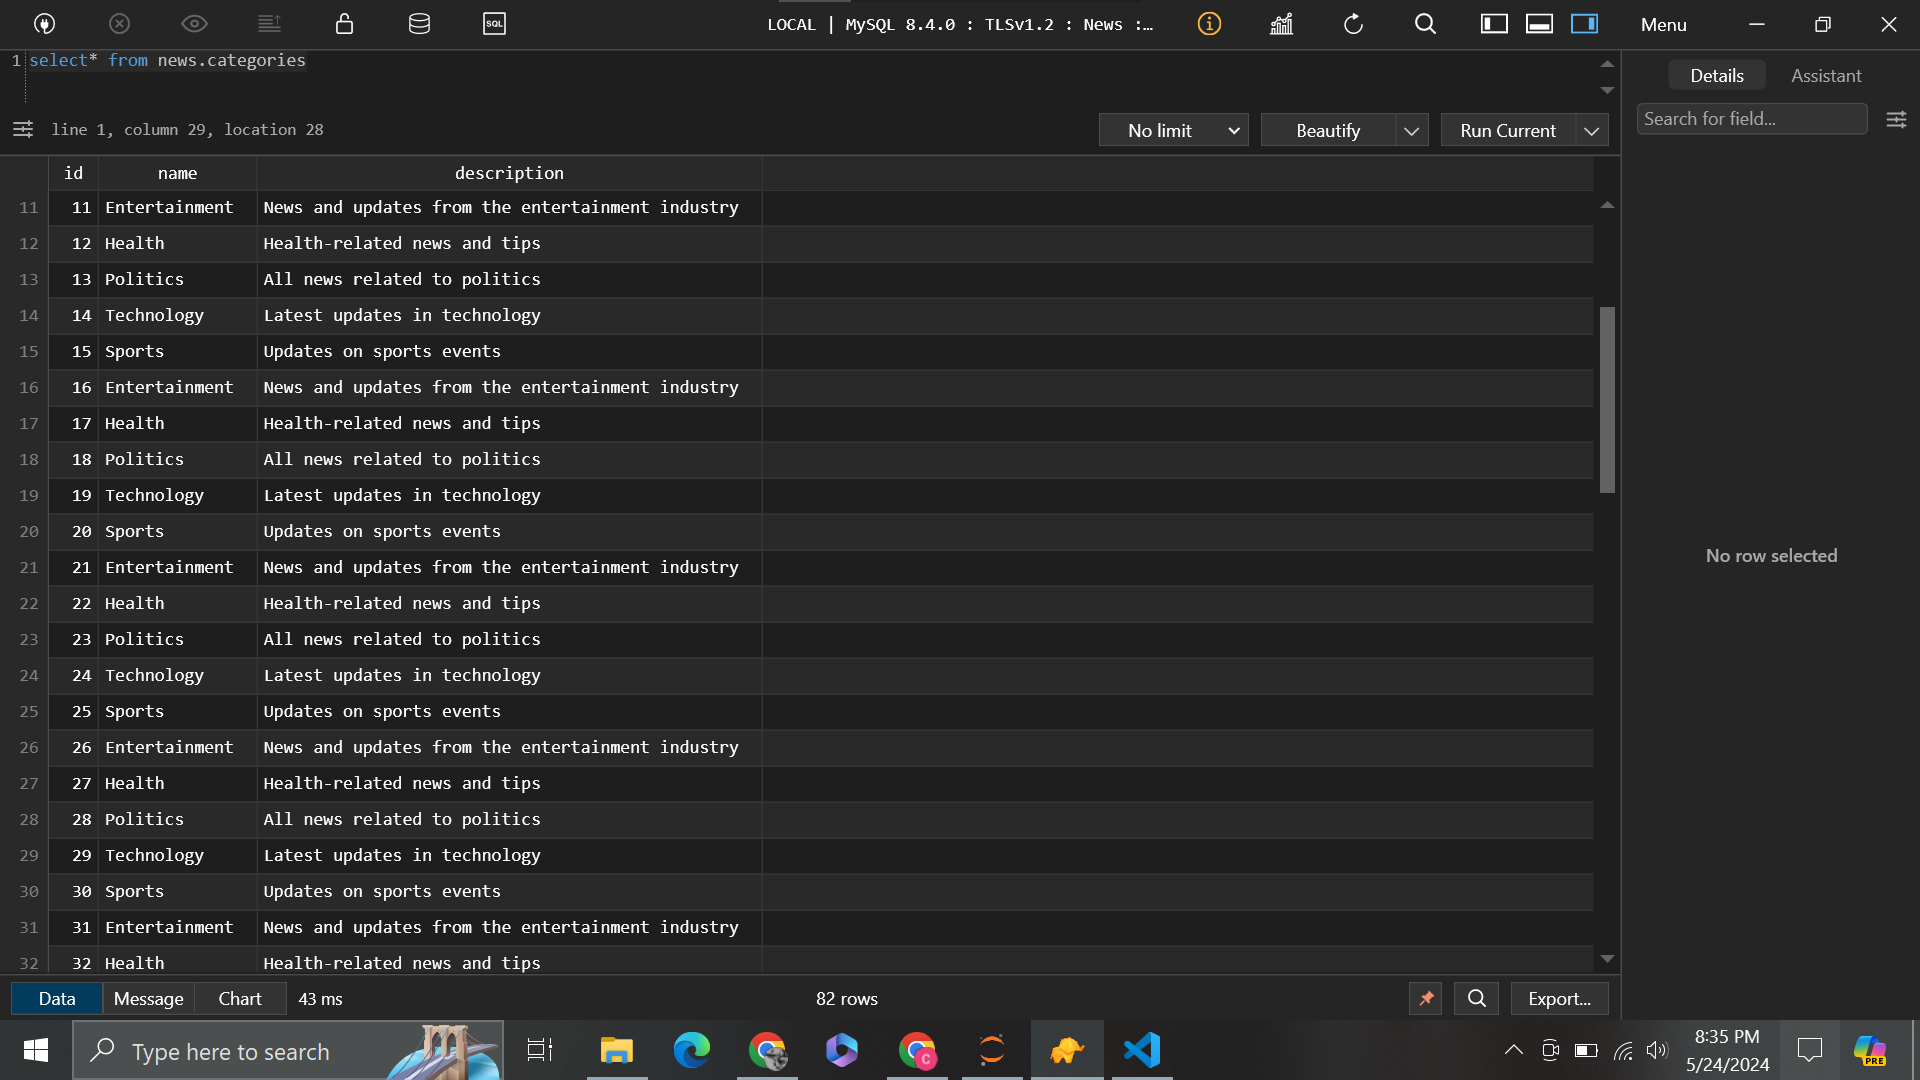 SQL
LOCAL | MySQL 8.4.0 : TLSv1.2 : News :…
Menu
1 select* from news.categories
line 1, column 29, location 28
No limit
Beautify
Run Current
Details
Assistant
Search for field...
id name description
11 11 Entertainment News and updates from the entertainment industry
12 12 Health Health-related news and tips
13 13 Politics All news related to politics
14 14 Technology Latest updates in technology
15 15 Sports Updates on sports events
16 16 Entertainment News and updates from the entertainment industry
17 17 Health Health-related news and tips
18 18 Politics All news related to politics
19 19 Technology Latest updates in technology
20 20 Sports Updates on sports events
21 21 Entertainment News and updates from the entertainment industry
22 22 Health Health-related news and tips
23 23 Politics All news related to politics
24 24 Technology Latest updates in technology
25 25 Sports Updates on sports events
26 26 Entertainment News and updates from the entertainment industry
27 27 Health Health-related news and tips
28 28 Politics All news related to politics
29 29 Technology Latest updates in technology
30 30 Sports Updates on sports events
31 31 Entertainment News and updates from the entertainment industry
32 32 Health Health-related news and tips
No row selected
Data
Message
Chart
43 ms
82 rows
Export...
Type here to search
C
8:35 PM
5/24/2024
PRE